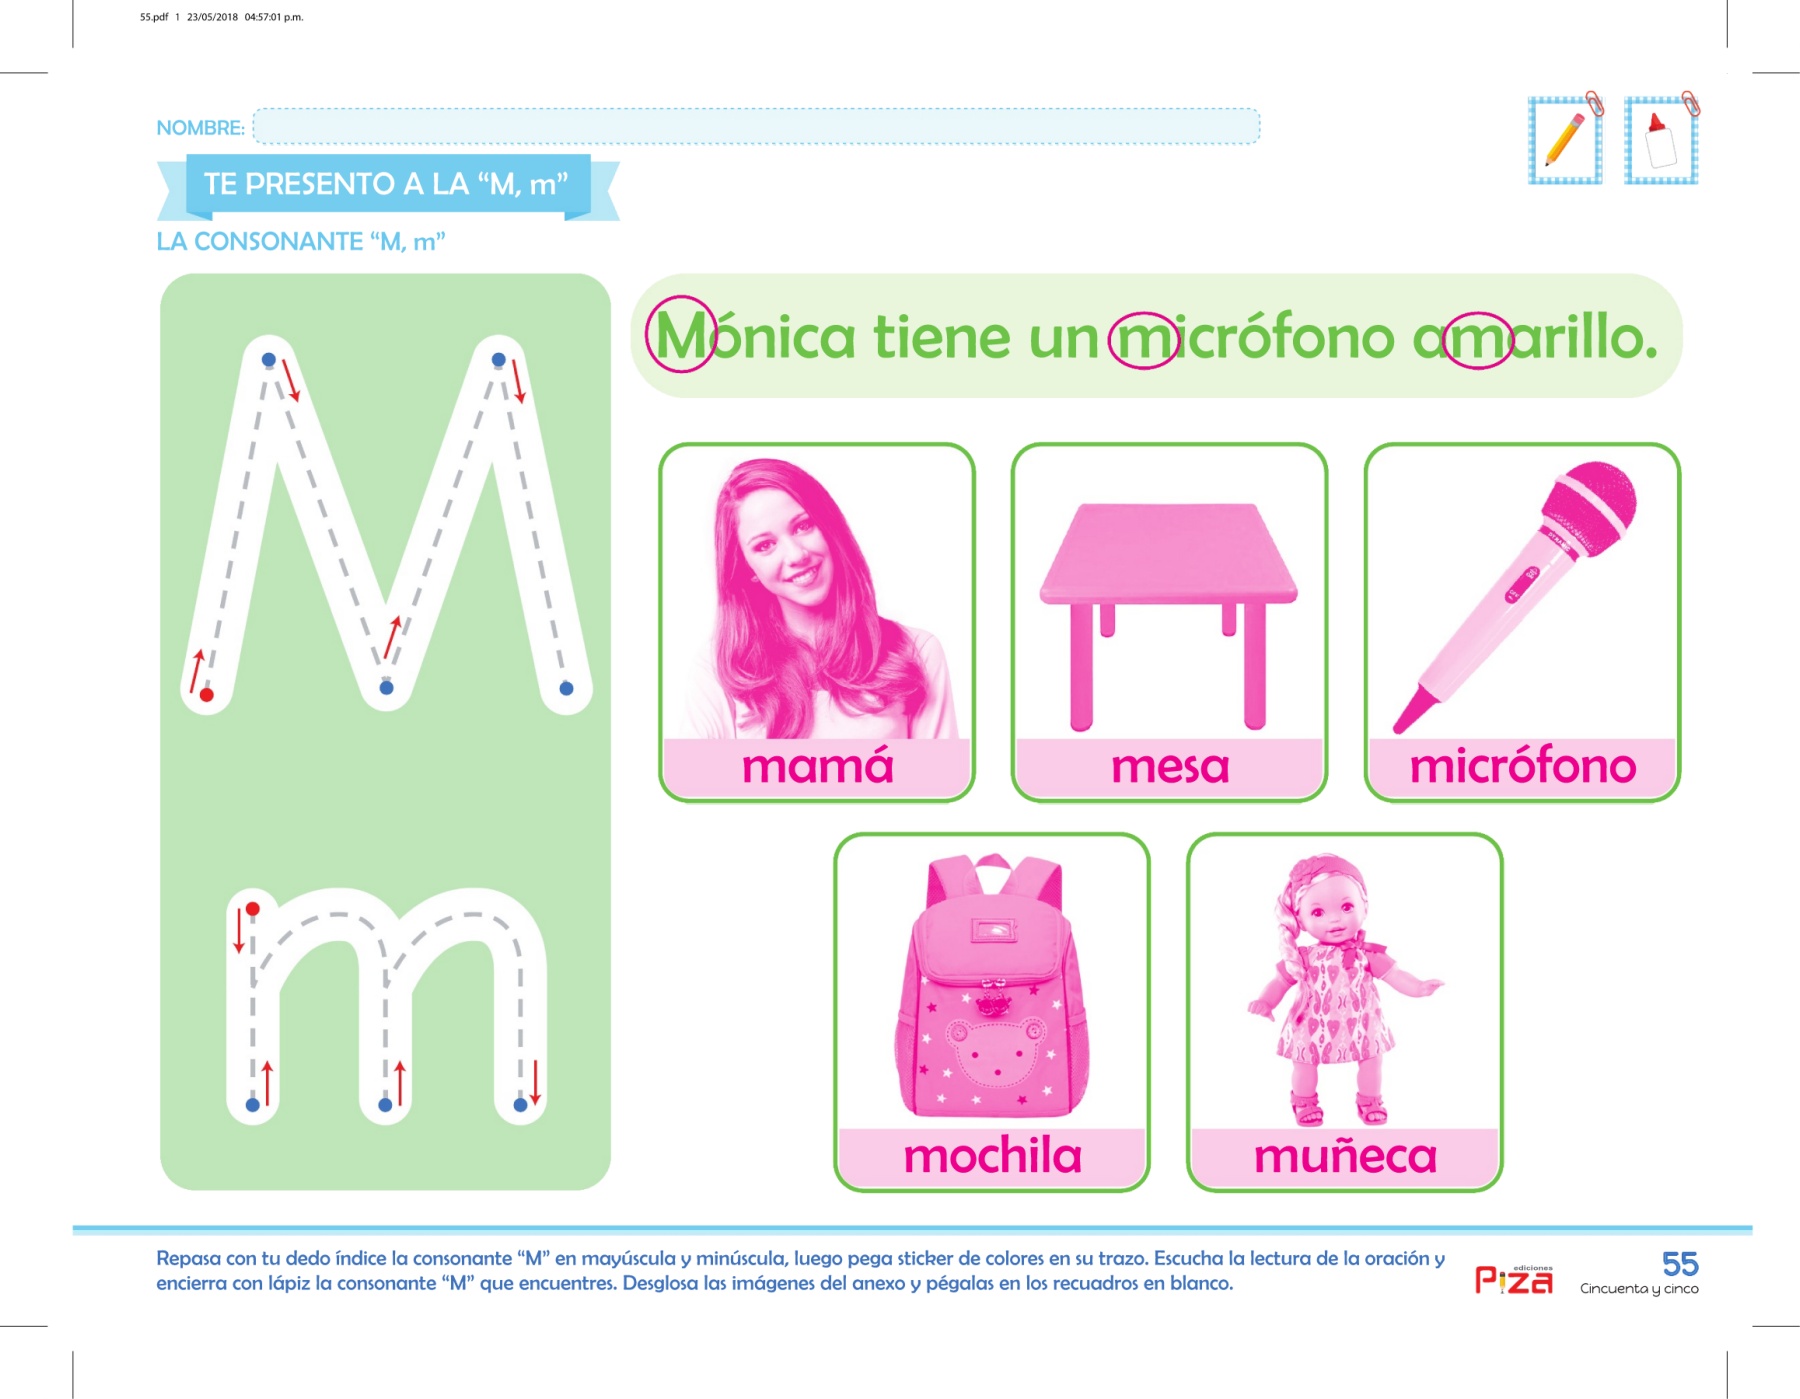 55.pdf 1 23/05/2018 04:57:01 p.m.
NOMBRE:
TE PRESENTO A LA “M, m”
LA CONSONANTE “M, m”
Mónica tiene un micrófono amarillo.
M
m
mamá
mesa
micrófono
mochila
muñeca
Repasa con tu dedo índice la consonante “M” en mayúscula y minúscula, luego pega sticker de colores en su trazo. Escucha la lectura de la oración y
encierra con lápiz la consonante “M” que encuentres. Desglosa las imágenes del anexo y pégalas en los recuadros en blanco.
ediciones
Piza
55
Cincuenta y cinco